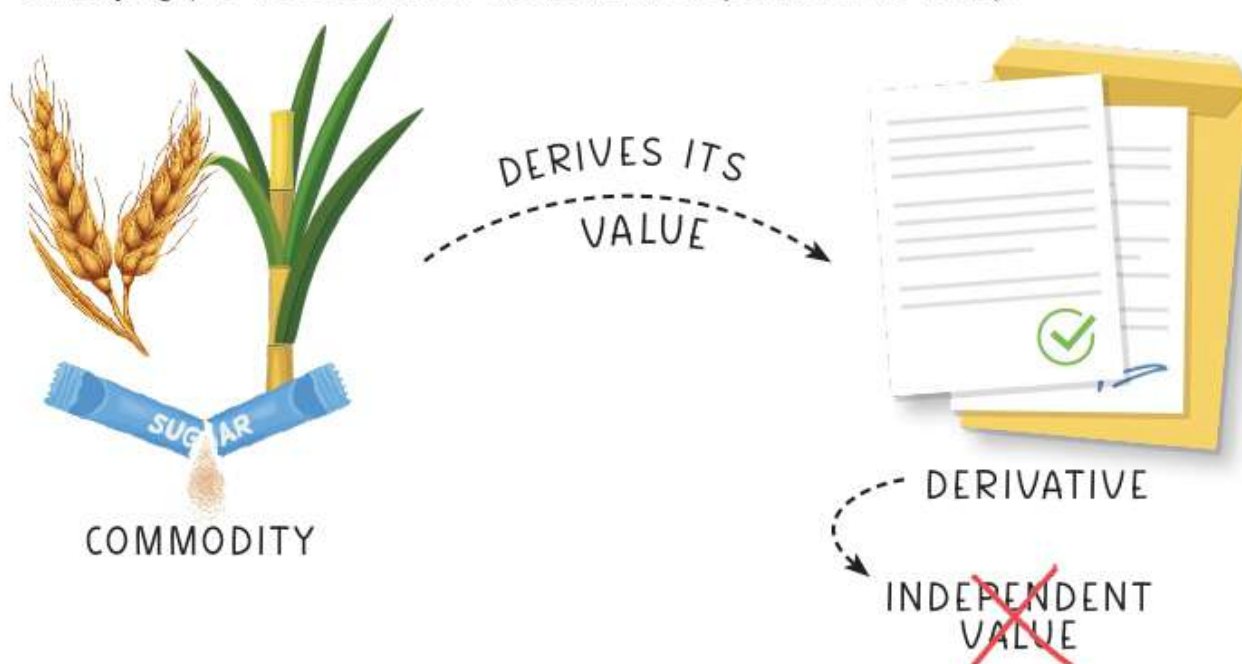 DERIVES ITS
VALUE
SUGAR
COMMODITY
DERIVATIVE
INDEPENDENT
VALUE